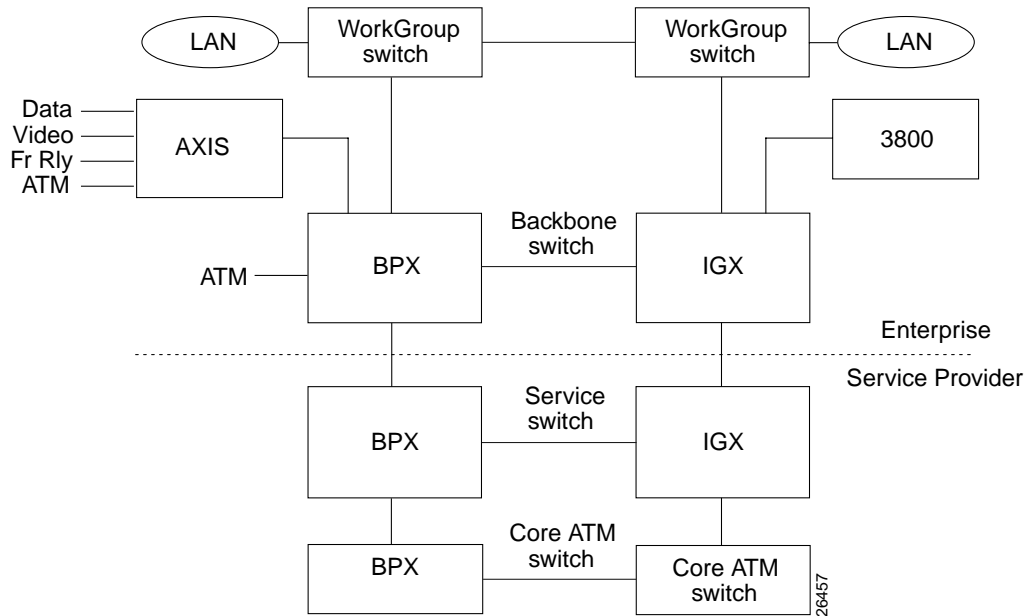 LAN
WorkGroup
switch
WorkGroup
switch
LAN
Data
Video
Fr Rly
ATM
AXIS
3800
Backbone
switch
BPX
IGX
ATM
Enterprise
Service Provider
Service
switch
BPX
IGX
Core ATM
switch
BPX
Core ATM
switch
26457